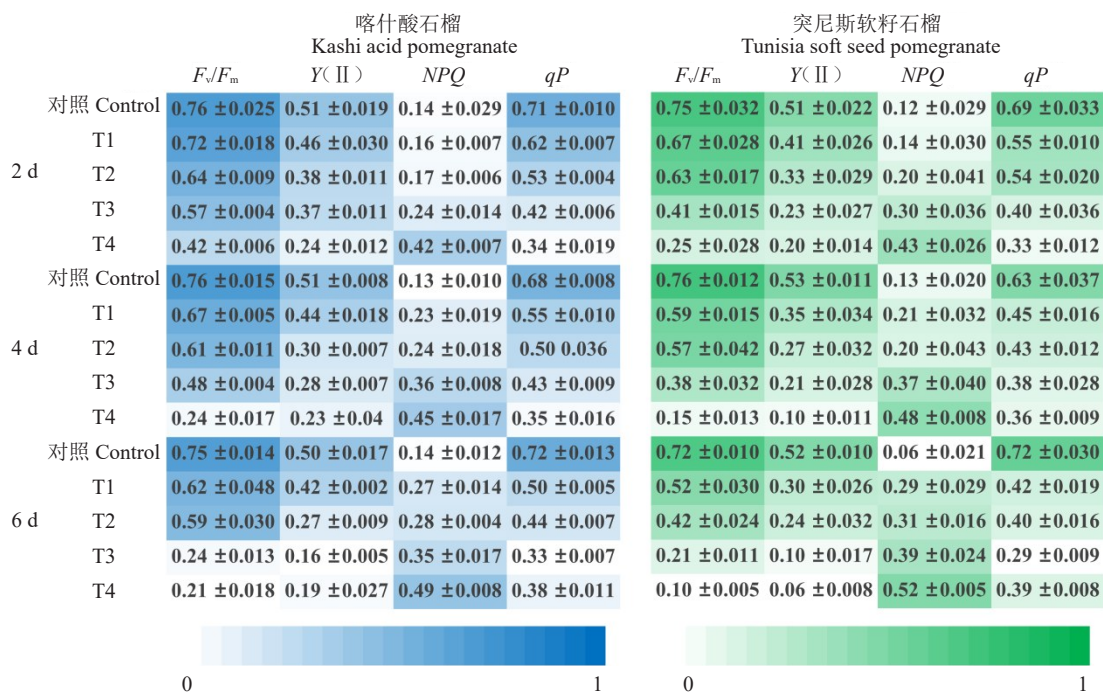 喀什酸石榴 突尼斯软籽石榴
Kashi acid pomegranate Tunisia soft seed pomegranate
Fv/Fm Y(Ⅱ) NPQ qP Fv/Fm Y(Ⅱ) NPQ qP
对照 Control 0.76 ±0.025 0.51 ±0.019 0.14 ±0.029 0.71 ±0.010 0.75 ±0.032 0.51 ±0.022 0.12 ±0.029 0.69 ±0.033
T1 0.72 ±0.018 0.46 ±0.030 0.16 ±0.007 0.62 ±0.007 0.67 ±0.028 0.41 ±0.026 0.14 ±0.030 0.55 ±0.010
2 d T2 0.64 ±0.009 0.38 ±0.011 0.17 ±0.006 0.53 ±0.004 0.63 ±0.017 0.33 ±0.029 0.20 ±0.041 0.54 ±0.020
T3 0.57 ±0.004 0.37 ±0.011 0.24 ±0.014 0.42 ±0.006 0.41 ±0.015 0.23 ±0.027 0.30 ±0.036 0.40 ±0.036
T4 0.42 ±0.006 0.24 ±0.012 0.42 ±0.007 0.34 ±0.019 0.25 ±0.028 0.20 ±0.014 0.43 ±0.026 0.33 ±0.012
对照 Control 0.76 ±0.015 0.51 ±0.008 0.13 ±0.010 0.68 ±0.008 0.76 ±0.012 0.53 ±0.011 0.13 ±0.020 0.63 ±0.037
T1 0.67 ±0.005 0.44 ±0.018 0.23 ±0.019 0.55 ±0.010 0.59 ±0.015 0.35 ±0.034 0.21 ±0.032 0.45 ±0.016
4 d T2 0.61 ±0.011 0.30 ±0.007 0.24 ±0.018 0.50 0.036 0.57 ±0.042 0.27 ±0.032 0.20 ±0.043 0.43 ±0.012
T3 0.48 ±0.004 0.28 ±0.007 0.36 ±0.008 0.43 ±0.009 0.38 ±0.032 0.21 ±0.028 0.37 ±0.040 0.38 ±0.028
T4 0.24 ±0.017 0.23 ±0.04 0.45 ±0.017 0.35 ±0.016 0.15 ±0.013 0.10 ±0.011 0.48 ±0.008 0.36 ±0.009
对照 Control 0.75 ±0.014 0.50 ±0.017 0.14 ±0.012 0.72 ±0.013 0.72 ±0.010 0.52 ±0.010 0.06 ±0.021 0.72 ±0.030
T1 0.62 ±0.048 0.42 ±0.002 0.27 ±0.014 0.50 ±0.005 0.52 ±0.030 0.30 ±0.026 0.29 ±0.029 0.42 ±0.019
6 d T2 0.59 ±0.030 0.27 ±0.009 0.28 ±0.004 0.44 ±0.007 0.42 ±0.024 0.24 ±0.032 0.31 ±0.016 0.40 ±0.016
T3 0.24 ±0.013 0.16 ±0.005 0.35 ±0.017 0.33 ±0.007 0.21 ±0.011 0.10 ±0.017 0.39 ±0.024 0.29 ±0.009
T4 0.21 ±0.018 0.19 ±0.027 0.49 ±0.008 0.38 ±0.011 0.10 ±0.005 0.06 ±0.008 0.52 ±0.005 0.39 ±0.008
0 1 0 1